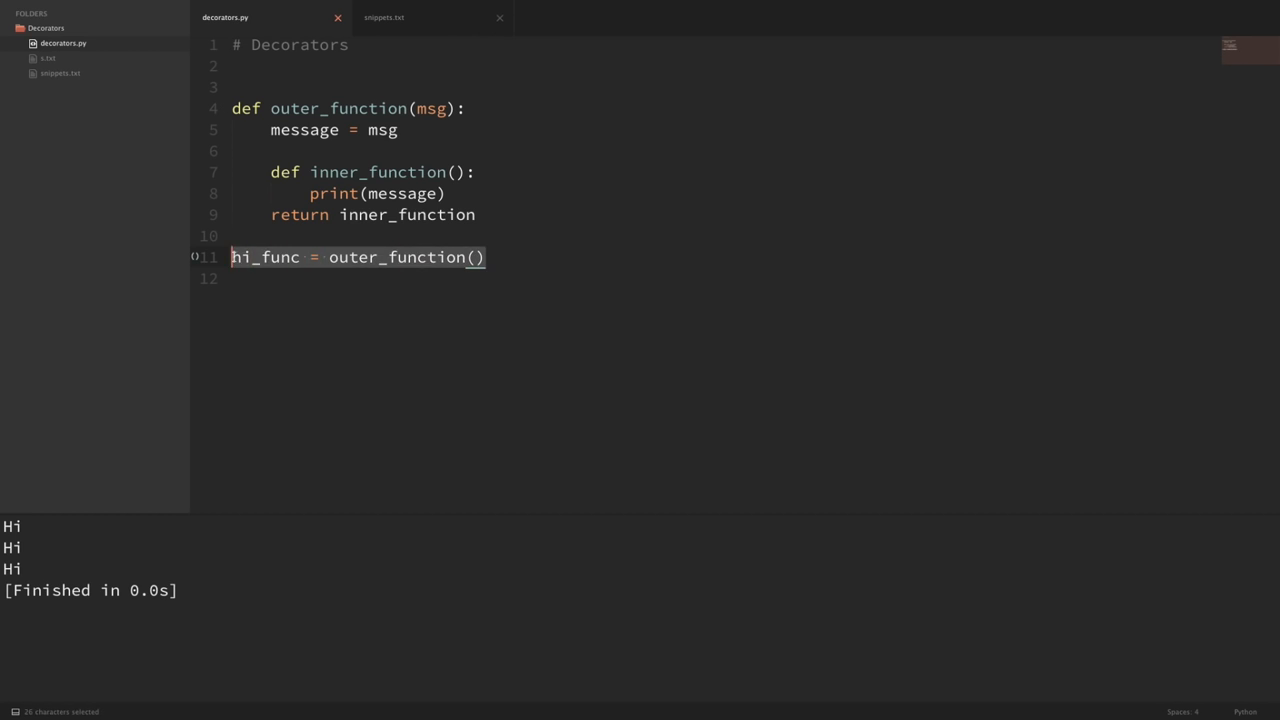 FOLDERS
Decorators
decorators.py
s.txt
snippets.txt
decorators.py
snippets.txt
1 # Decorators
2
3
4 def outer_function(msg):
5     message = msg
6
7     def inner_function():
8         print(message)
9     return inner_function
10
11 hi_func = outer_function()
12
Hi
Hi
Hi
[Finished in 0.0s]
26 characters selected
Spaces: 4
Python